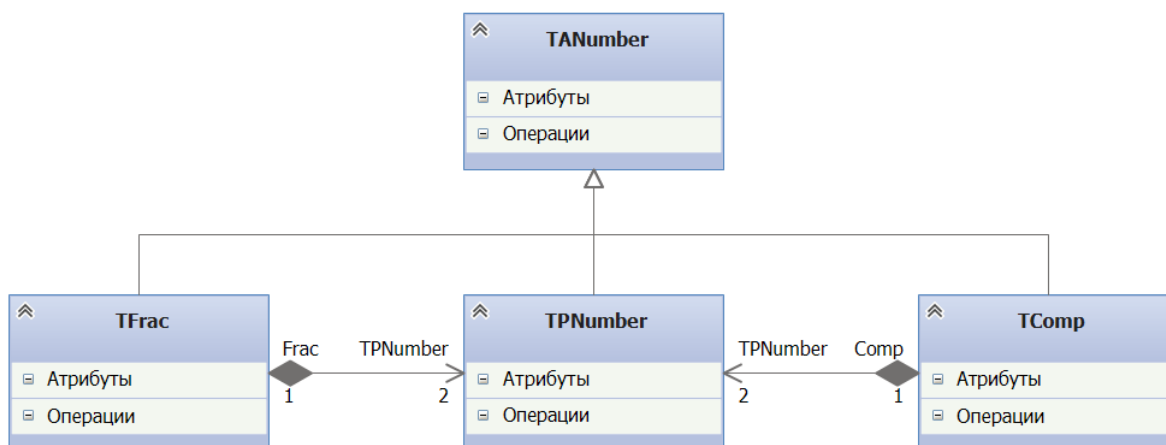 TANumber
Атрибуты
Операции
TFrac
Атрибуты
Операции
Frac
TPNumber
1
2
TPNumber
Атрибуты
Операции
TPNumber
Comp
2
1
TComp
Атрибуты
Операции